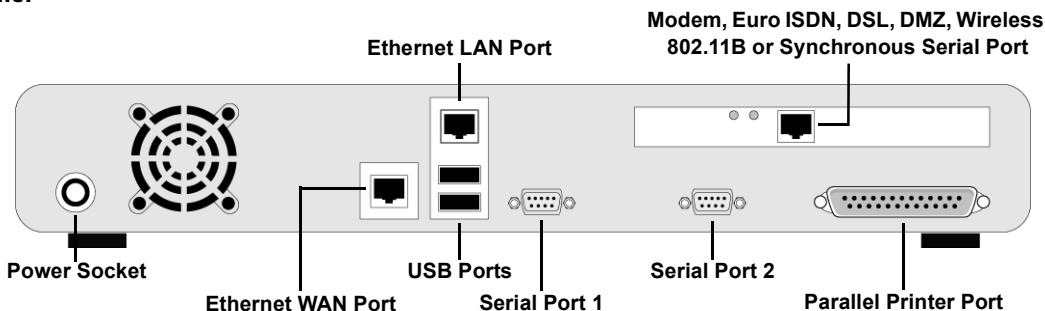 Modem, Euro ISDN, DSL, DMZ, Wireless
802.11B or Synchronous Serial Port
Ethernet LAN Port
Power Socket
USB Ports
Serial Port 2
Ethernet WAN Port
Serial Port 1
Parallel Printer Port